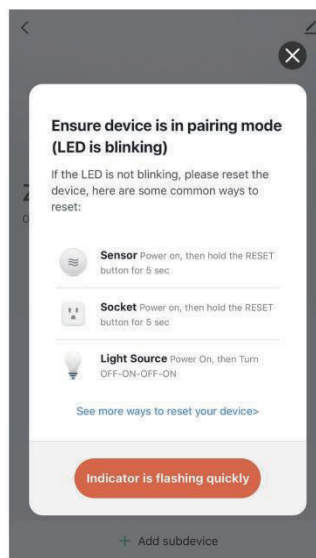 Ensure device is in pairing mode
(LED is blinking)
If the LED is not blinking, please reset the
device, here are some common ways to
reset:
Sensor Power on, then hold the RESET
button for 5 sec
Socket Power on, then hold the RESET
button for 5 sec
Light Source Power On, then Turn
OFF-ON-OFF-ON
See more ways to reset your device>
Indicator is flashing quickly
+ Add subdevice